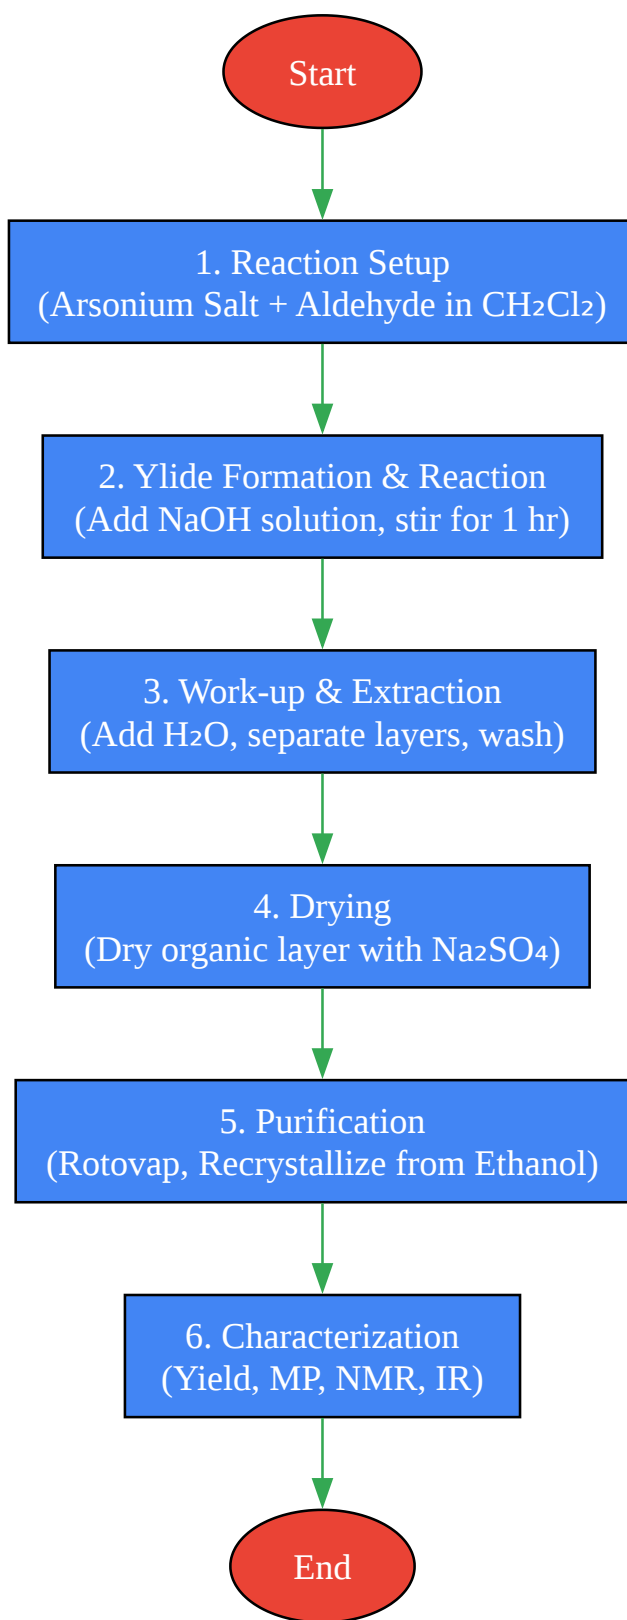 Start
1. Reaction Setup
(Arsonium Salt + Aldehyde in CH₂Cl₂)
2. Ylide Formation & Reaction
(Add NaOH solution, stir for 1 hr)
3. Work-up & Extraction
(Add H₂O, separate layers, wash)
4. Drying
(Dry organic layer with Na₂SO₄)
5. Purification
(Rotovap, Recrystallize from Ethanol)
6. Characterization
(Yield, MP, NMR, IR)
End